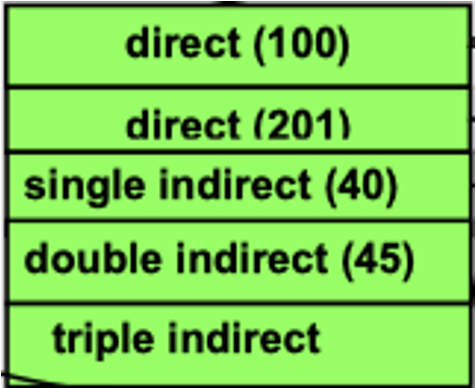 direct (100)
direct (201)
single indirect (40)
double indirect (45)
triple indirect